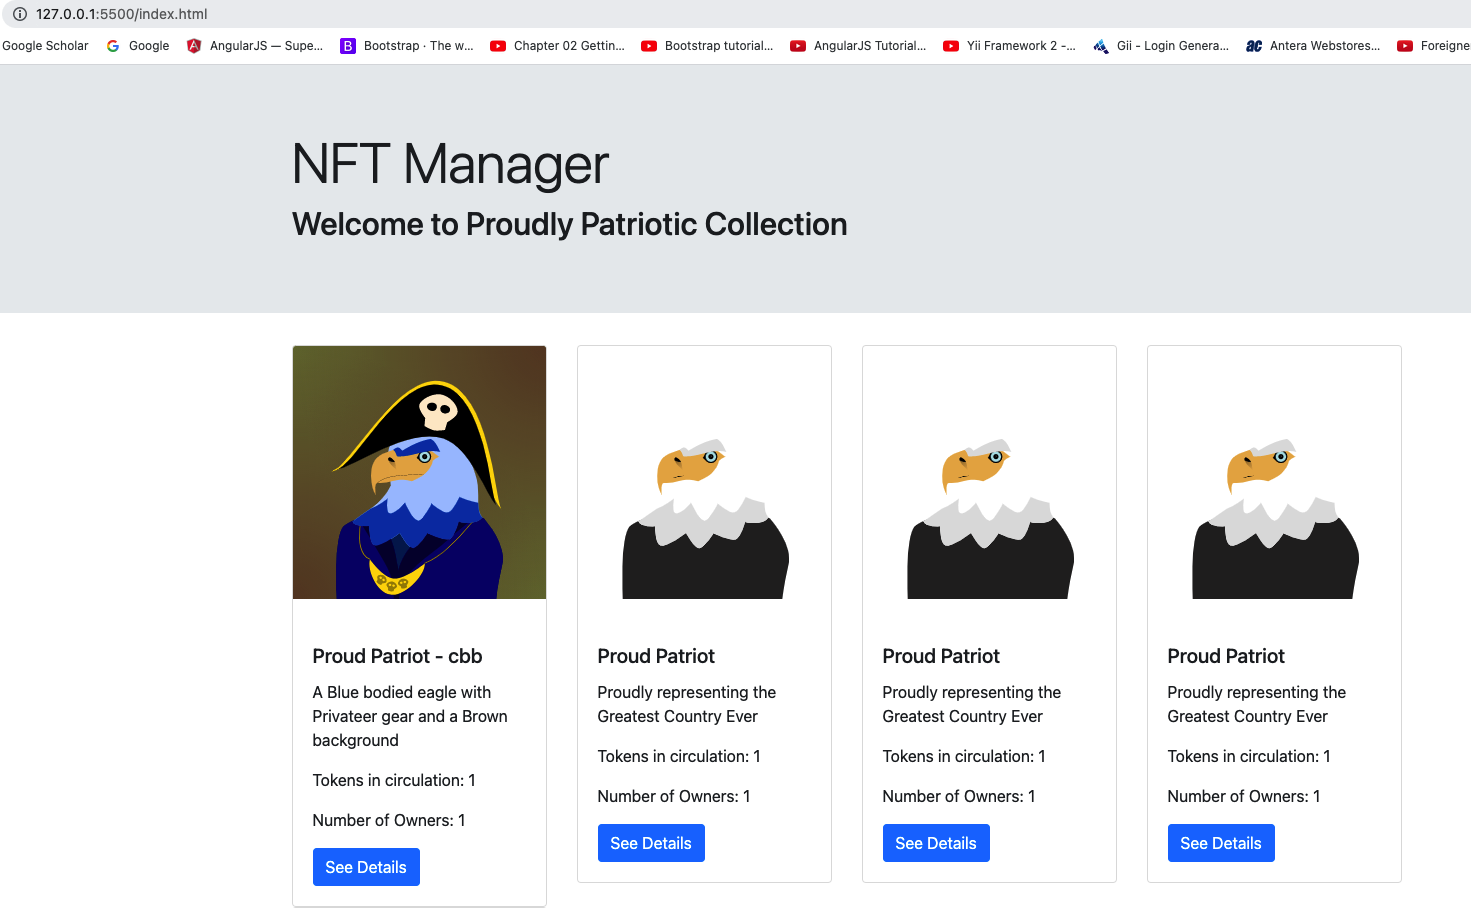 127.0.0.1:5500/index.html
Google Scholar Google AngularJS — Supe... Bootstrap · The w... Chapter 02 Gettin... Bootstrap tutorial... AngularJS Tutorial... Yii Framework 2 -... Gii - Login Genera... Antera Webstores... Foreigne
NFT Manager
Welcome to Proudly Patriotic Collection
Proud Patriot - cbb
A Blue bodied eagle with
Privateer gear and a Brown
background
Tokens in circulation: 1
Number of Owners: 1
See Details
Proud Patriot
Proudly representing the
Greatest Country Ever
Tokens in circulation: 1
Number of Owners: 1
See Details
Proud Patriot
Proudly representing the
Greatest Country Ever
Tokens in circulation: 1
Number of Owners: 1
See Details
Proud Patriot
Proudly representing the
Greatest Country Ever
Tokens in circulation: 1
Number of Owners: 1
See Details